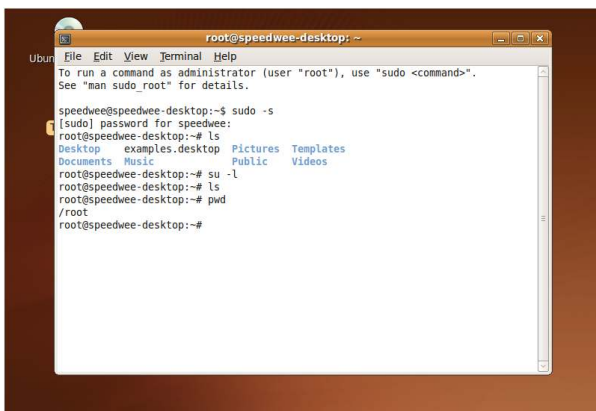 root@speedwee-desktop: ~
File Edit View Terminal Help
Ubun
To run a command as administrator (user "root"), use "sudo <command>".
See "man sudo_root" for details.
speedwee@speedwee-desktop:~$ sudo -s
[sudo] password for speedwee:
root@speedwee-desktop:~# ls
Desktop examples.desktop Pictures Templates
Documents Music Public Videos
root@speedwee-desktop:~# su -l
root@speedwee-desktop:~# ls
root@speedwee-desktop:~# pwd
/root
root@speedwee-desktop:~#